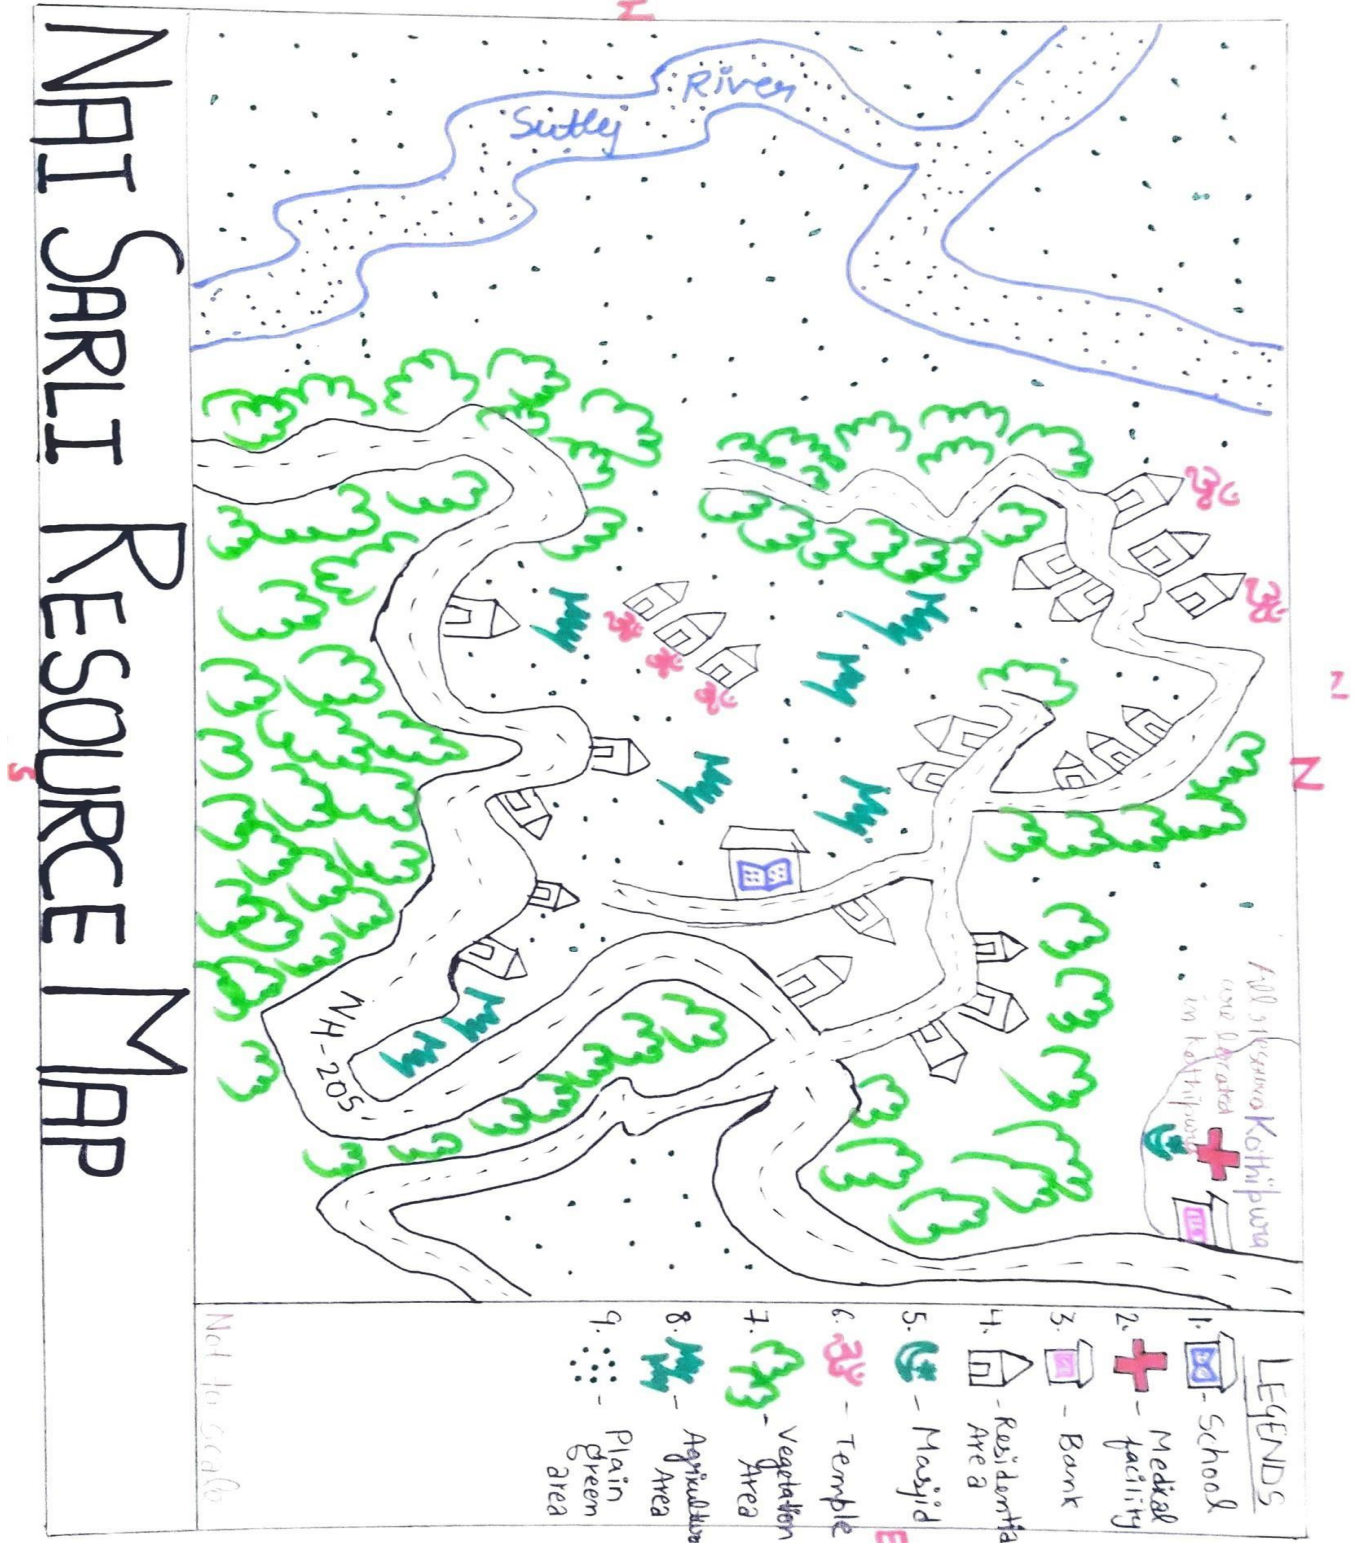 NAI SARLI RESOURCE MAP
N
N
S
E
Sutly River
NH-205
Kothipura
All
are located
in Kothipura
LEGENDS
1. - School
2. - Medical facility
3. - Bank
4. - Residential Area
5. - Masjid
6. - Temple
7. - Vegetation Area
8. - Agriculture Area
9. - Plain green area
Not to scale